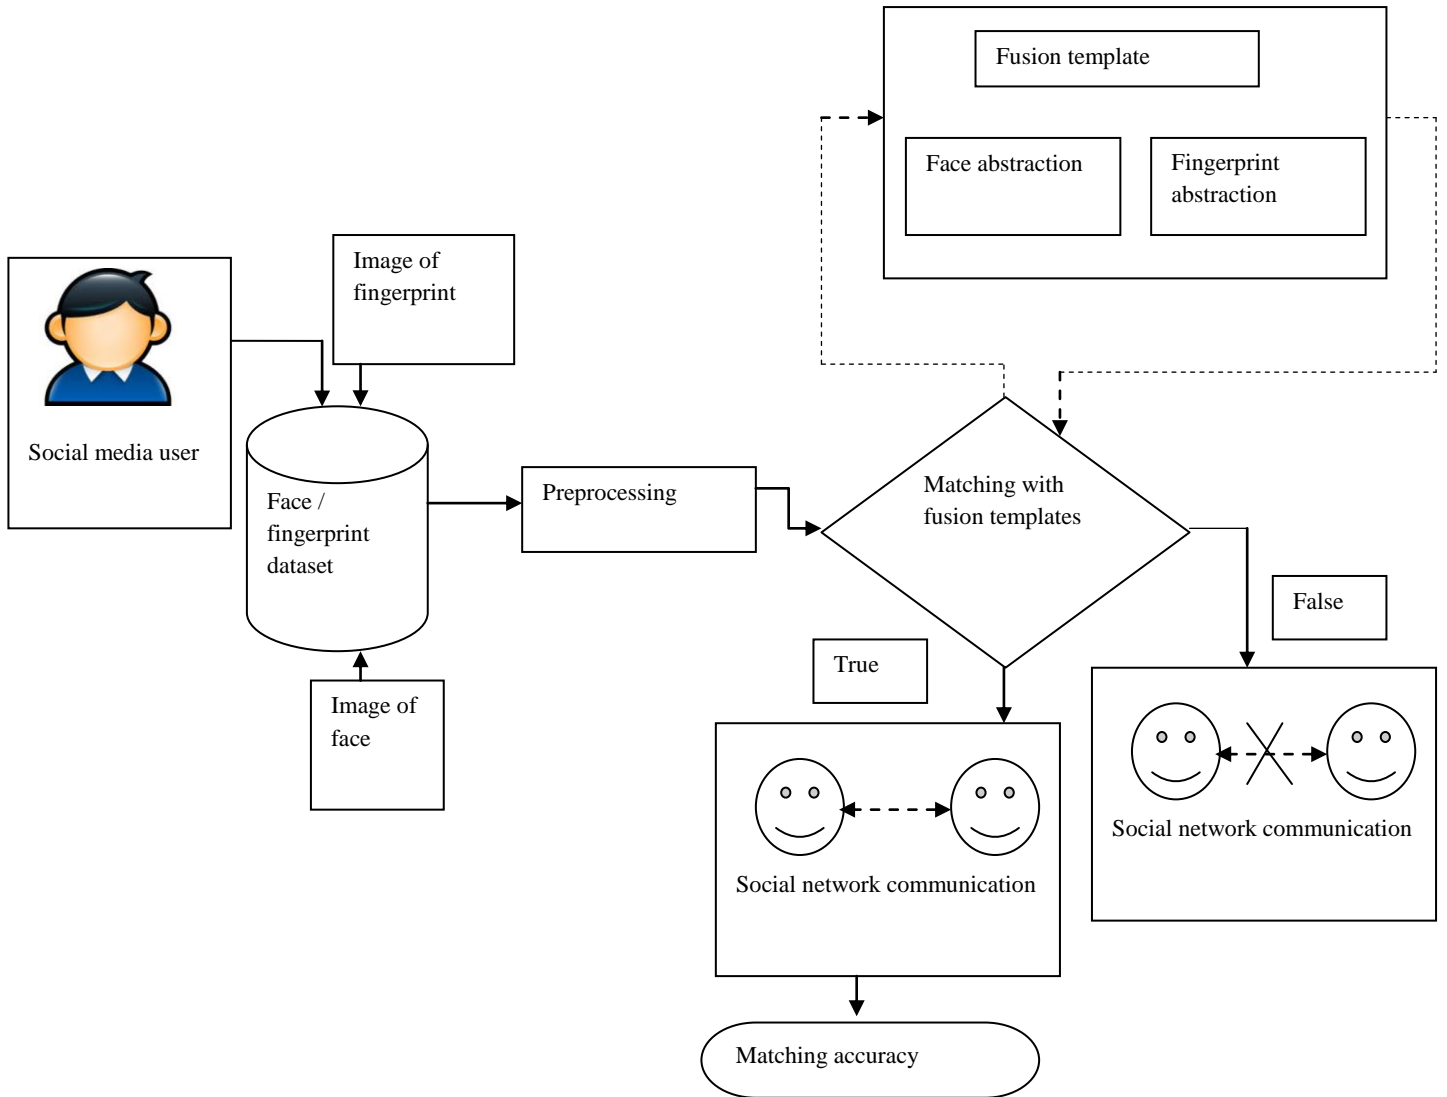 Fusion template
Face abstraction
Fingerprint
abstraction
Image of
fingerprint
Social media user
Face /
fingerprint
dataset
Preprocessing
Matching with
fusion templates
False
True
Image of
face
Social network communication
Social network communication
Matching accuracy